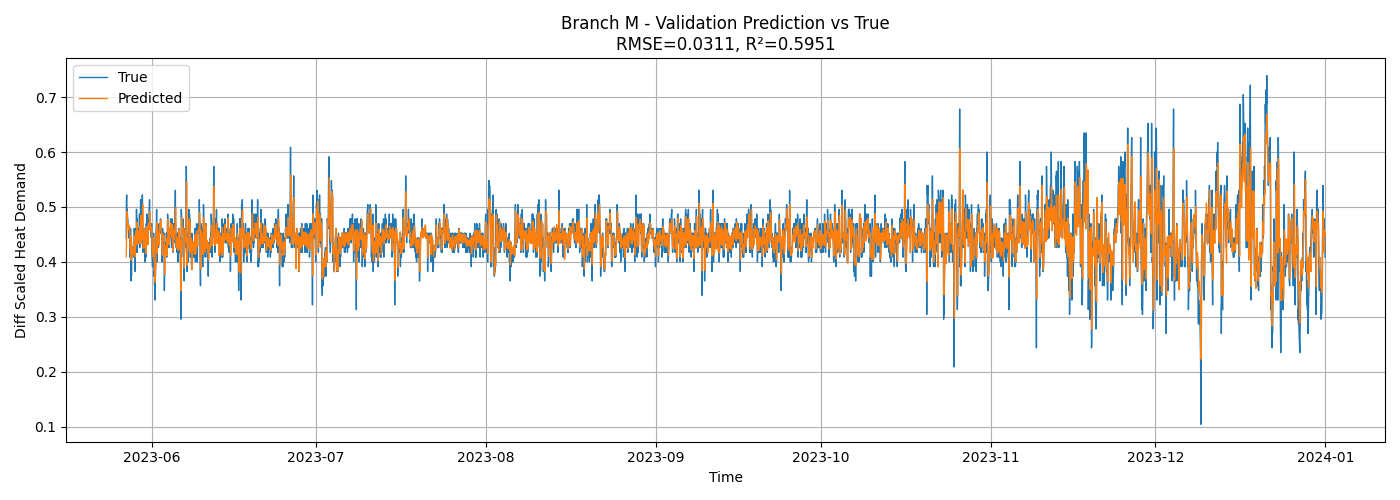 Branch M - Validation Prediction vs True
RMSE=0.0311, R²=0.5951
True
Predicted
Diff Scaled Heat Demand
0.7
0.6
0.5
0.4
0.3
0.2
0.1
2023-06 2023-07 2023-08 2023-09 2023-10 2023-11 2023-12 2024-01
Time